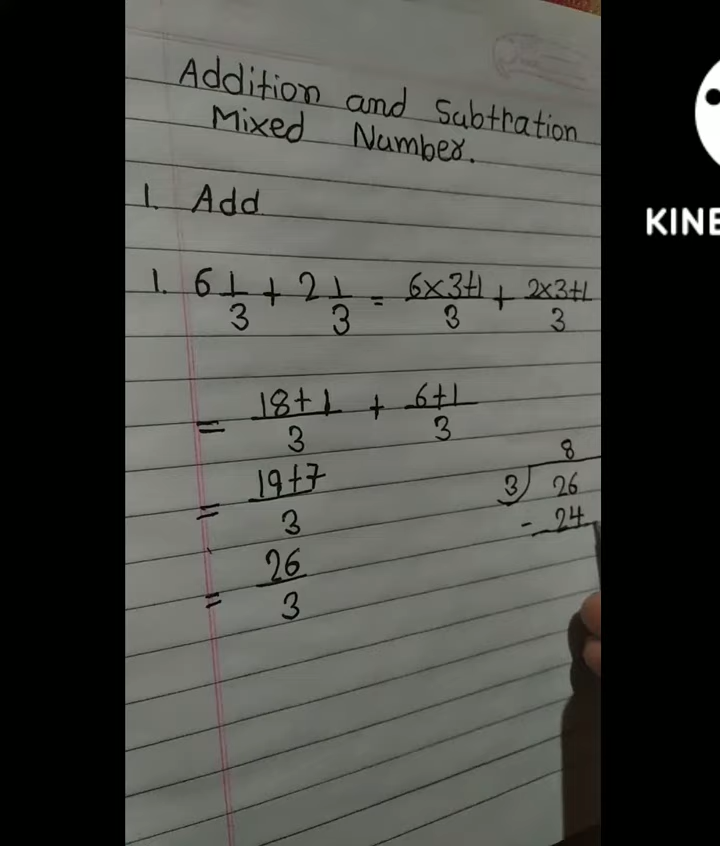 Addition and Subtration
Mixed Number.
1. Add
1. 6 1/3 + 2 1/3 = 6×3+1/3 + 2×3+1/3
= 18+1/3 + 6+1/3
= 19+7/3
= 26/3
8
3) 26
- 24
KINE